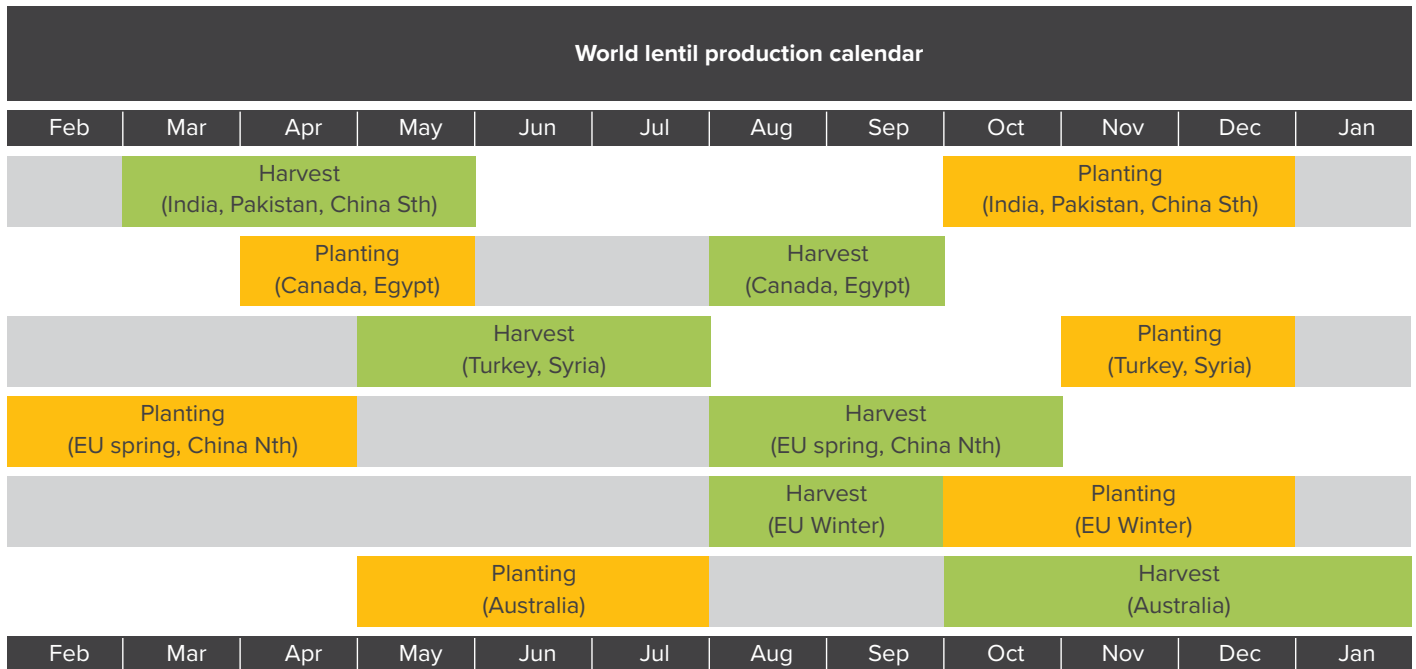 World lentil production calendar
Feb Mar Apr May Jun Jul Aug Sep Oct Nov Dec Jan
Harvest
(India, Pakistan, China Sth)
Planting
(India, Pakistan, China Sth)
Planting
(Canada, Egypt)
Harvest
(Canada, Egypt)
Harvest
(Turkey, Syria)
Planting
(Turkey, Syria)
Planting
(EU spring, China Nth)
Harvest
(EU spring, China Nth)
Harvest
(EU Winter)
Planting
(EU Winter)
Planting
(Australia)
Harvest
(Australia)
Feb Mar Apr May Jun Jul Aug Sep Oct Nov Dec Jan